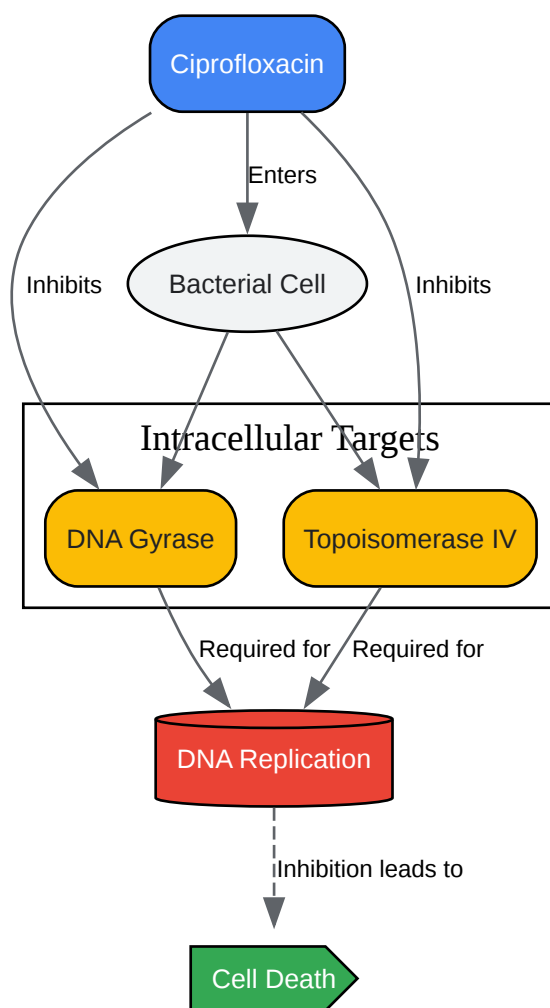 Ciprofloxacin
Enters
Bacterial Cell
Inhibits
Inhibits
Intracellular Targets
DNA Gyrase
Topoisomerase IV
Required for
Required for
DNA Replication
Inhibition leads to
Cell Death